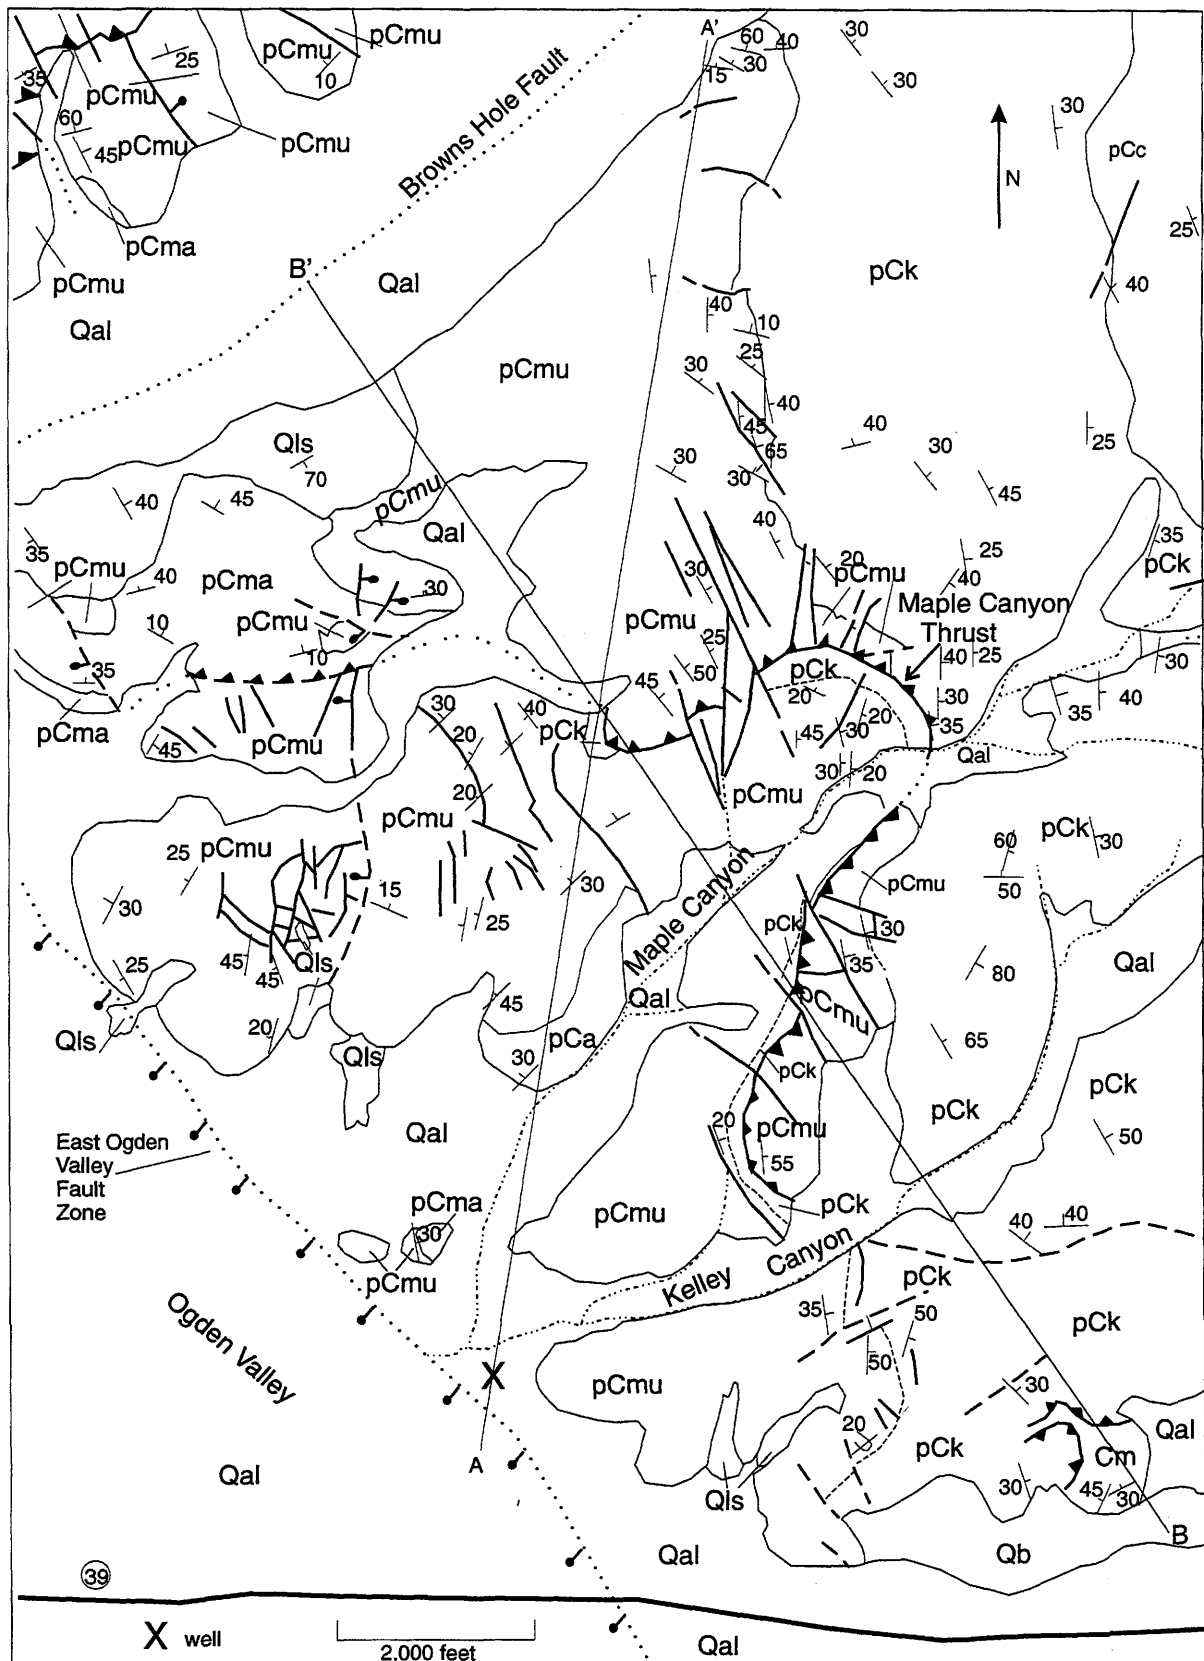 A'
60
40
30
15
30
30
30
pCmu
pCmu
25
10
35
pCmu
60
45
pCmu
pCmu
pCma
pCmu
Qal
Browns Hole Fault
N
pCc
25
40
B'
Qal
pCk
pCmu
40
10
25
30
40
45
65
30
30
40
30
45
25
40
Qls
70
pCmu
Qal
40
45
35
pCmu
40
pCma
pCmu
30
10
10
35
pCma
45
pCmu
30
20
40
pCk
20
pCmu
30
25
50
45
40
20
pCmu
40
25
Maple Canyon
Thrust
pCk
20
45
30
20
40
25
30
35
30
20
35
pCk
30
35
40
Qal
pCmu
pCmu
pCmu
25
30
15
25
30
45
45
25
Qls
20
Qls
Qls
45
30
pCa
Maple Canyon
Qal
pCk
pCmu
30
35
pCmu
pCk
60
50
pCk
30
80
65
Qal
pCk
pCk
50
pCmu
20
55
pCk
East Ogden
Valley
Fault
Zone
Qal
pCma
30
pCmu
pCmu
Kelley Canyon
40
40
pCk
pCk
35
50
50
Ogden Valley
X
A
pCmu
20
Qls
pCk
30
30
Cm
45
30
Qal
B
Qal
Qal
Qb
39
X well
2,000 feet
Qal